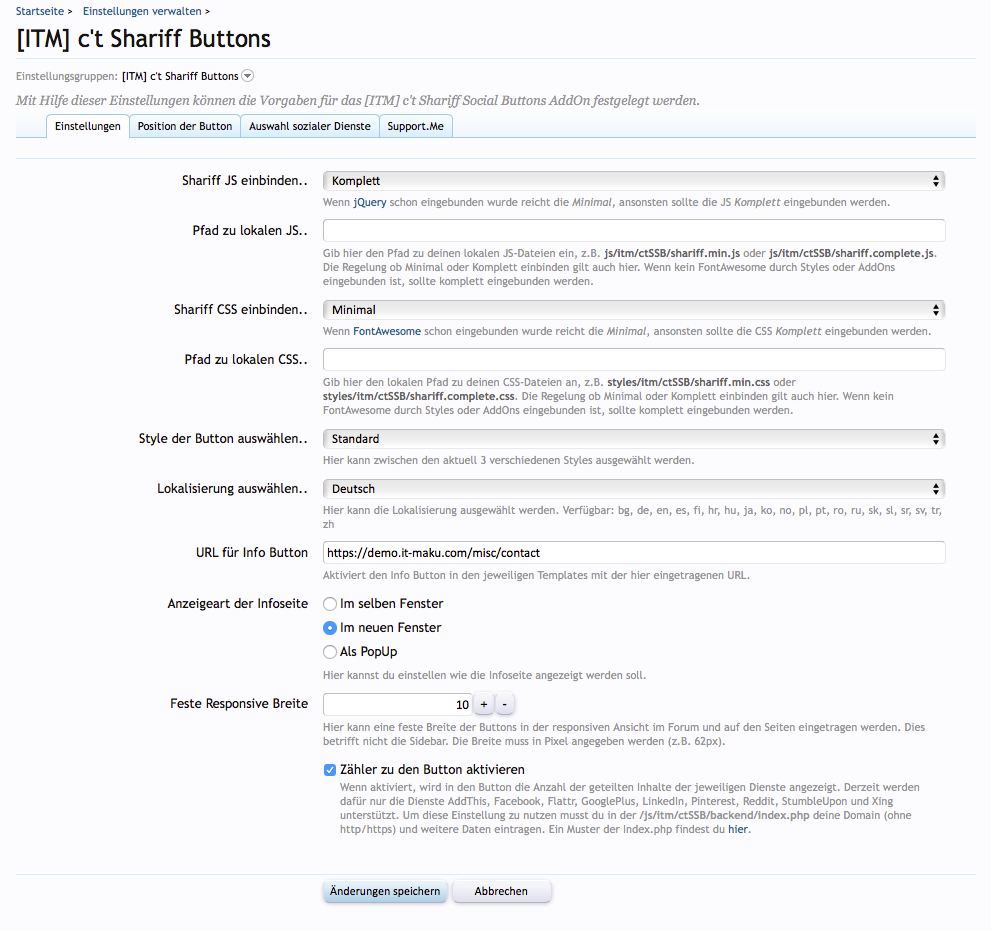 Startseite > Einstellungen verwalten >
[ITM] c't Shariff Buttons
Einstellungsgruppen: [ITM] c't Shariff Buttons
Mit Hilfe dieser Einstellungen können die Vorgaben für das [ITM] c't Shariff Social Buttons AddOn festgelegt werden.
Einstellungen Position der Button Auswahl sozialer Dienste Support.Me
Shariff JS einbinden.. Komplett
Wenn jQuery schon eingebunden wurde reicht die Minimal, ansonsten sollte die JS Komplett eingebunden werden.
Pfad zu lokalen JS..
Gib hier den Pfad zu deinen lokalen JS-Dateien ein, z.B. js/itm/ctSSB/shariff.min.js oder js/itm/ctSSB/shariff.complete.js.
Die Regelung ob Minimal oder Komplett einbinden gilt auch hier. Wenn kein FontAwesome durch Styles oder AddOns
eingebunden ist, sollte komplett eingebunden werden.
Shariff CSS einbinden.. Minimal
Wenn FontAwesome schon eingebunden wurde reicht die Minimal, ansonsten sollte die CSS Komplett eingebunden werden.
Pfad zu lokalen CSS..
Gib hier den lokalen Pfad zu deinen CSS-Dateien an, z.B. styles/itm/ctSSB/shariff.min.css oder
styles/itm/ctSSB/shariff.complete.css. Die Regelung ob Minimal oder Komplett einbinden gilt auch hier. Wenn kein
FontAwesome durch Styles oder AddOns eingebunden ist, sollte komplett eingebunden werden.
Style der Button auswählen.. Standard
Hier kann zwischen den aktuell 3 verschiedenen Styles ausgewählt werden.
Lokalisierung auswählen.. Deutsch
Hier kann die Lokalisierung ausgewählt werden. Verfügbar: bg, de, en, es, fi, hr, hu, ja, ko, no, pl, pt, ro, ru, sk, sl, sr, sv, tr,
zh
URL für Info Button https://demo.it-maku.com/misc/contact
Aktiviert den Info Button in den jeweiligen Templates mit der hier eingetragenen URL.
Anzeigeart der Infoseite Im selben Fenster
Im neuen Fenster
Als PopUp
Hier kannst du einstellen wie die Infoseite angezeigt werden soll.
Feste Responsive Breite 10 + -
Hier kann eine feste Breite der Buttons in der responsiven Ansicht im Forum und auf den Seiten eingetragen werden. Dies
betrifft nicht die Sidebar. Die Breite muss in Pixel angegeben werden (z.B. 62px).
Zähler zu den Button aktivieren
Wenn aktiviert, wird in den Button die Anzahl der geteilten Inhalte der jeweiligen Dienste angezeigt. Derzeit werden
dafür nur die Dienste AddThis, Facebook, Flattr, GooglePlus, LinkedIn, Pinterest, Reddit, StumbleUpon und Xing
unterstützt. Um diese Einstellung zu nutzen musst du in der /js/itm/ctSSB/backend/index.php deine Domain (ohne
http/https) und weitere Daten eintragen. Ein Muster der index.php findest du hier.
Änderungen speichern Abbrechen